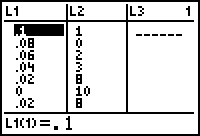 L1 L2 L3 1
.1 1 ------
.08 0
.06 2
.04 3
.02 8
0 10
.02 8
L1(1)=.1